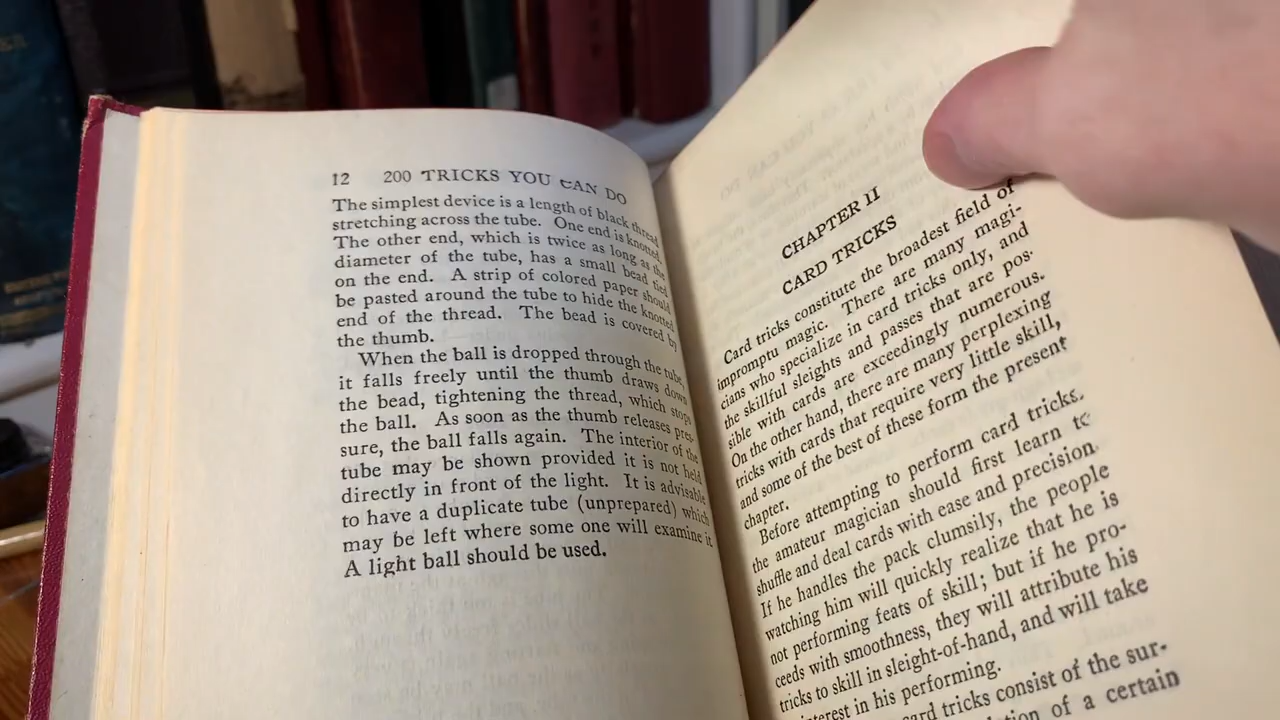 12 200 TRICKS YOU CAN DO
The simplest device is a length of black thread
stretching across the tube. One end is knotted.
The other end, which is twice as long as the
diameter of the tube, has a small bead tied
on the end. A strip of colored paper should
be pasted around the tube to hide the knotted
end of the thread. The bead is covered by
the thumb.
When the ball is dropped through the tube,
it falls freely until the thumb draws down
the bead, tightening the thread, which stops
the ball. As soon as the thumb releases pres-
sure, the ball falls again. The interior of the
tube may be shown provided it is not held
directly in front of the light. It is advisable
to have a duplicate tube (unprepared) which
may be left where some one will examine it
A light ball should be used.
CHAPTER II
CARD TRICKS
Card tricks constitute the broadest field of
impromptu magic. There are many magi-
cians who specialize in card tricks only, and
the skillful sleights and passes that are pos-
sible with cards are exceedingly numerous.
On the other hand, there are many perplexing
tricks with cards that require very little skill,
and some of the best of these form the present
chapter.
Before attempting to perform card tricks.
the amateur magician should first learn to
shuffle and deal cards with ease and precision.
If he handles the pack clumsily, the people
watching him will quickly realize that he is
not performing feats of skill; but if he pro-
ceeds with smoothness, they will attribute his
tricks to skill in sleight-of-hand, and will take
interest in his performing.
card tricks consist of the sur-
of a certain